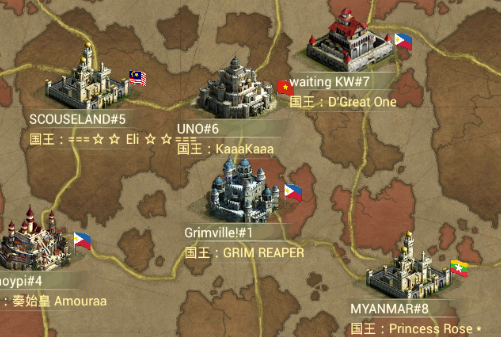 waiting KW#7
国王：D'Great One
SCOUSELAND#5
国王：===☆ ☆ Eli ☆ ☆===
UNO#6
国王：KaaaKaaa
Grimville!#1
国王：GRIM REAPER
oypi#4
：秦始皇 Amouraa
MYANMAR#8
国王：Princess Rose